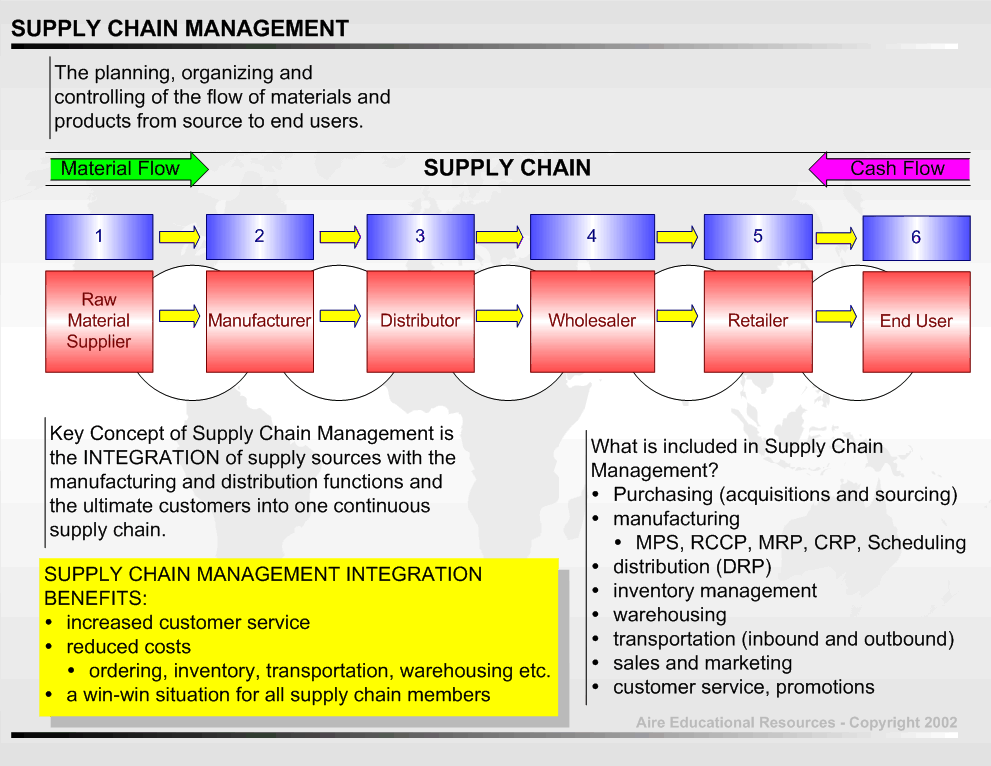 SUPPLY CHAIN MANAGEMENT
The planning, organizing and
controlling of the flow of materials and
products from source to end users.
Material Flow
SUPPLY CHAIN
Cash Flow
1
2
3
4
5
6
Raw
Material
Supplier
Manufacturer
Distributor
Wholesaler
Retailer
End User
Key Concept of Supply Chain Management is
the INTEGRATION of supply sources with the
manufacturing and distribution functions and
the ultimate customers into one continuous
supply chain.
SUPPLY CHAIN MANAGEMENT INTEGRATION
BENEFITS:
• increased customer service
• reduced costs
• ordering, inventory, transportation, warehousing etc.
• a win-win situation for all supply chain members
What is included in Supply Chain
Management?
• Purchasing (acquisitions and sourcing)
• manufacturing
• MPS, RCCP, MRP, CRP, Scheduling
• distribution (DRP)
• inventory management
• warehousing
• transportation (inbound and outbound)
• sales and marketing
• customer service, promotions
Aire Educational Resources - Copyright 2002